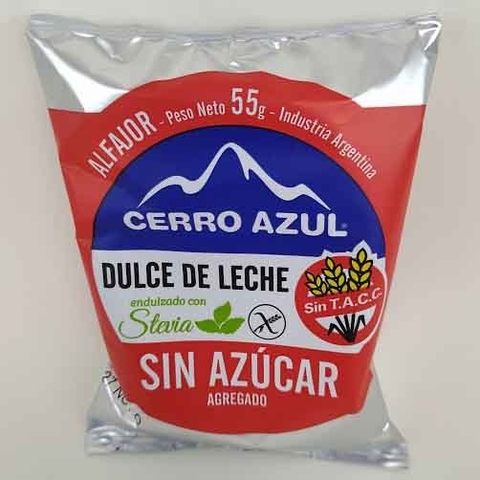 ALFAJOR - Peso Neto 55g - Industria Argentina
CERRO AZUL®
DULCE DE LECHE
endulzado con
Stevia
Sin T.A.C.C.
SIN AZÚCAR
AGREGADO